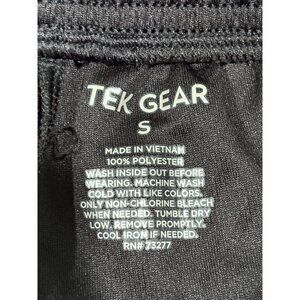 TEK GEAR
S
MADE IN VIETNAM
100% POLYESTER
WASH INSIDE OUT BEFORE
WEARING. MACHINE WASH
COLD WITH LIKE COLORS.
ONLY NON-CHLORINE BLEACH
WHEN NEEDED. TUMBLE DRY
LOW. REMOVE PROMPTLY.
COOL IRON IF NEEDED.
RN# 73277